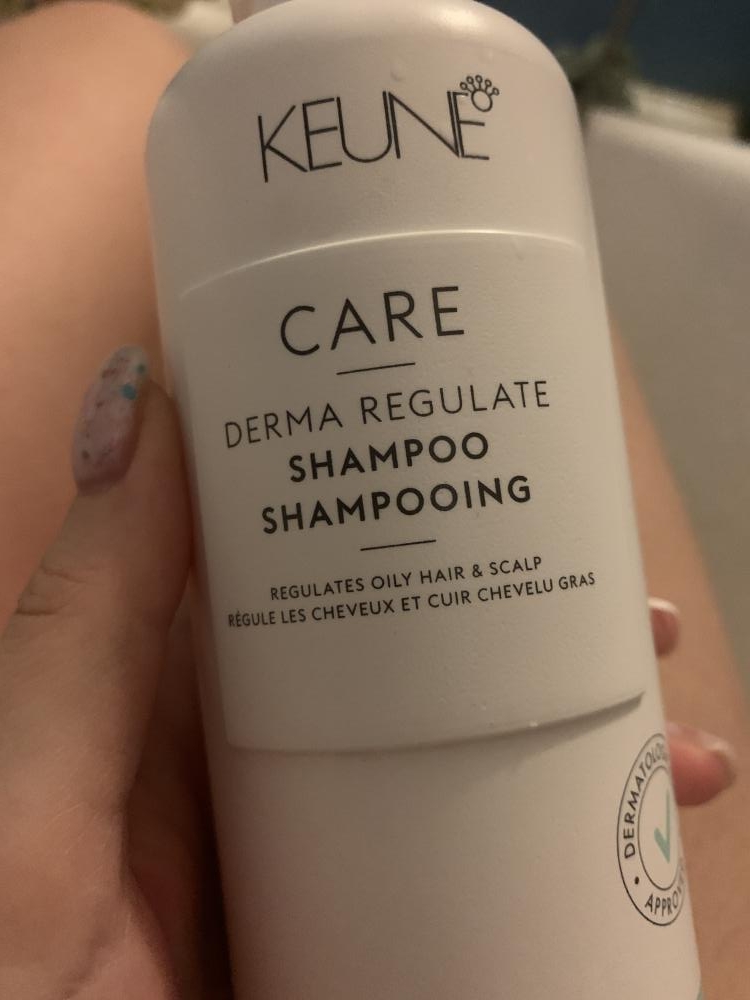 KEUNE
CARE
DERMA REGULATE
SHAMPOO
SHAMPOOING
REGULATES OILY HAIR & SCALP
RÉGULE LES CHEVEUX ET CUIR CHEVELU GRAS